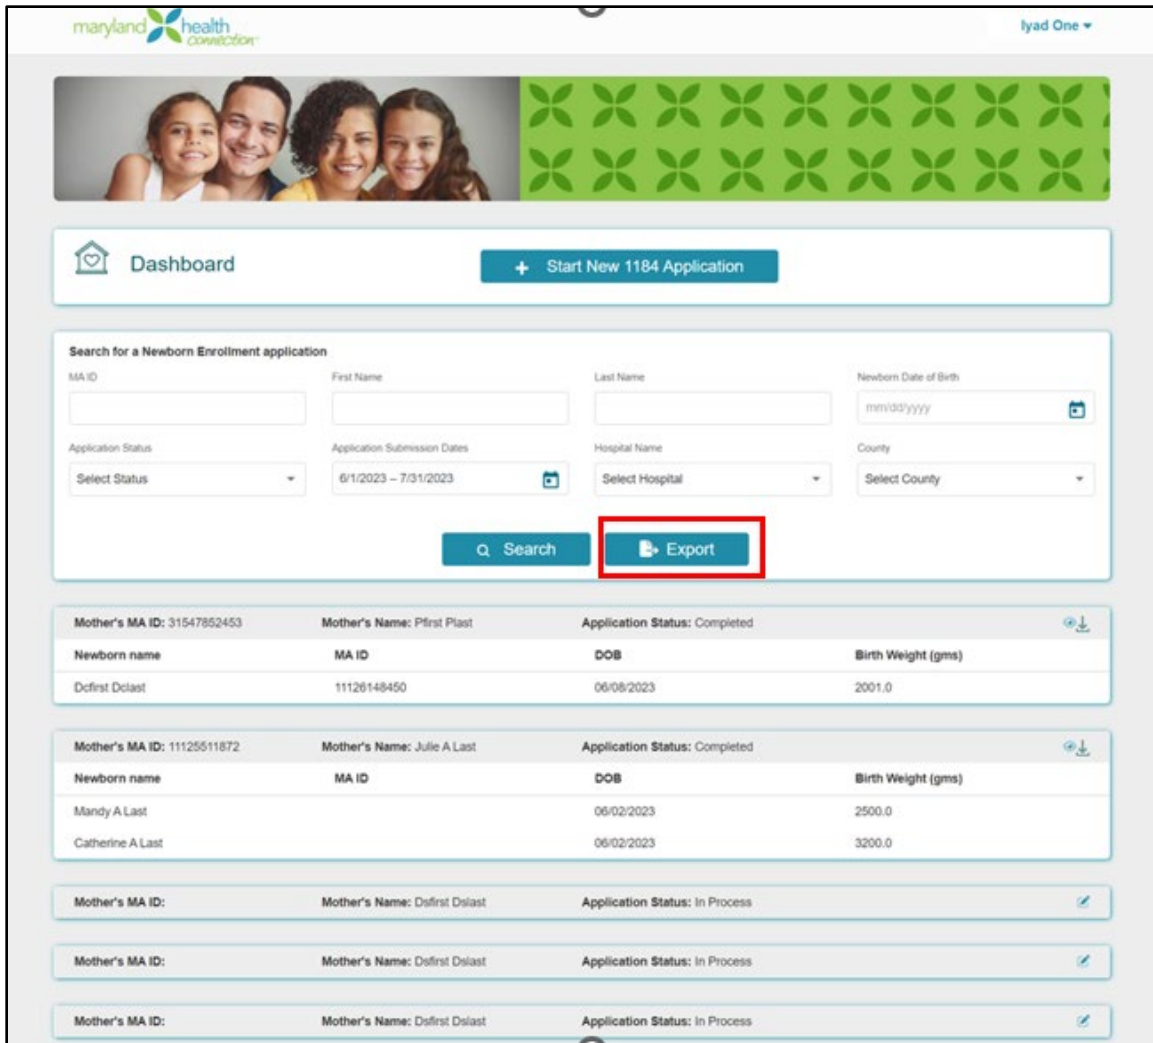 maryland health
connection
Iyad One
Dashboard
Start New 1184 Application
Search for a Newborn Enrollment application
MA ID First Name Last Name Newborn Date of Birth
mm/dd/yyyy
Application Status Application Submission Dates Hospital Name County
Select Status 6/1/2023 – 7/31/2023 Select Hospital Select County
Search Export
Mother's MA ID: 31547852453 Mother's Name: Pfirst Plast Application Status: Completed
Newborn name MA ID DOB Birth Weight (gms)
Dcfirst Dclast 11126148450 06/08/2023 2001.0
Mother's MA ID: 11125511872 Mother's Name: Julie A Last Application Status: Completed
Newborn name MA ID DOB Birth Weight (gms)
Mandy A Last 06/02/2023 2500.0
Catherine A Last 06/02/2023 3200.0
Mother's MA ID: Mother's Name: Dsfirst Dslast Application Status: In Process
Mother's MA ID: Mother's Name: Dsfirst Dslast Application Status: In Process
Mother's MA ID: Mother's Name: Dsfirst Dslast Application Status: In Process